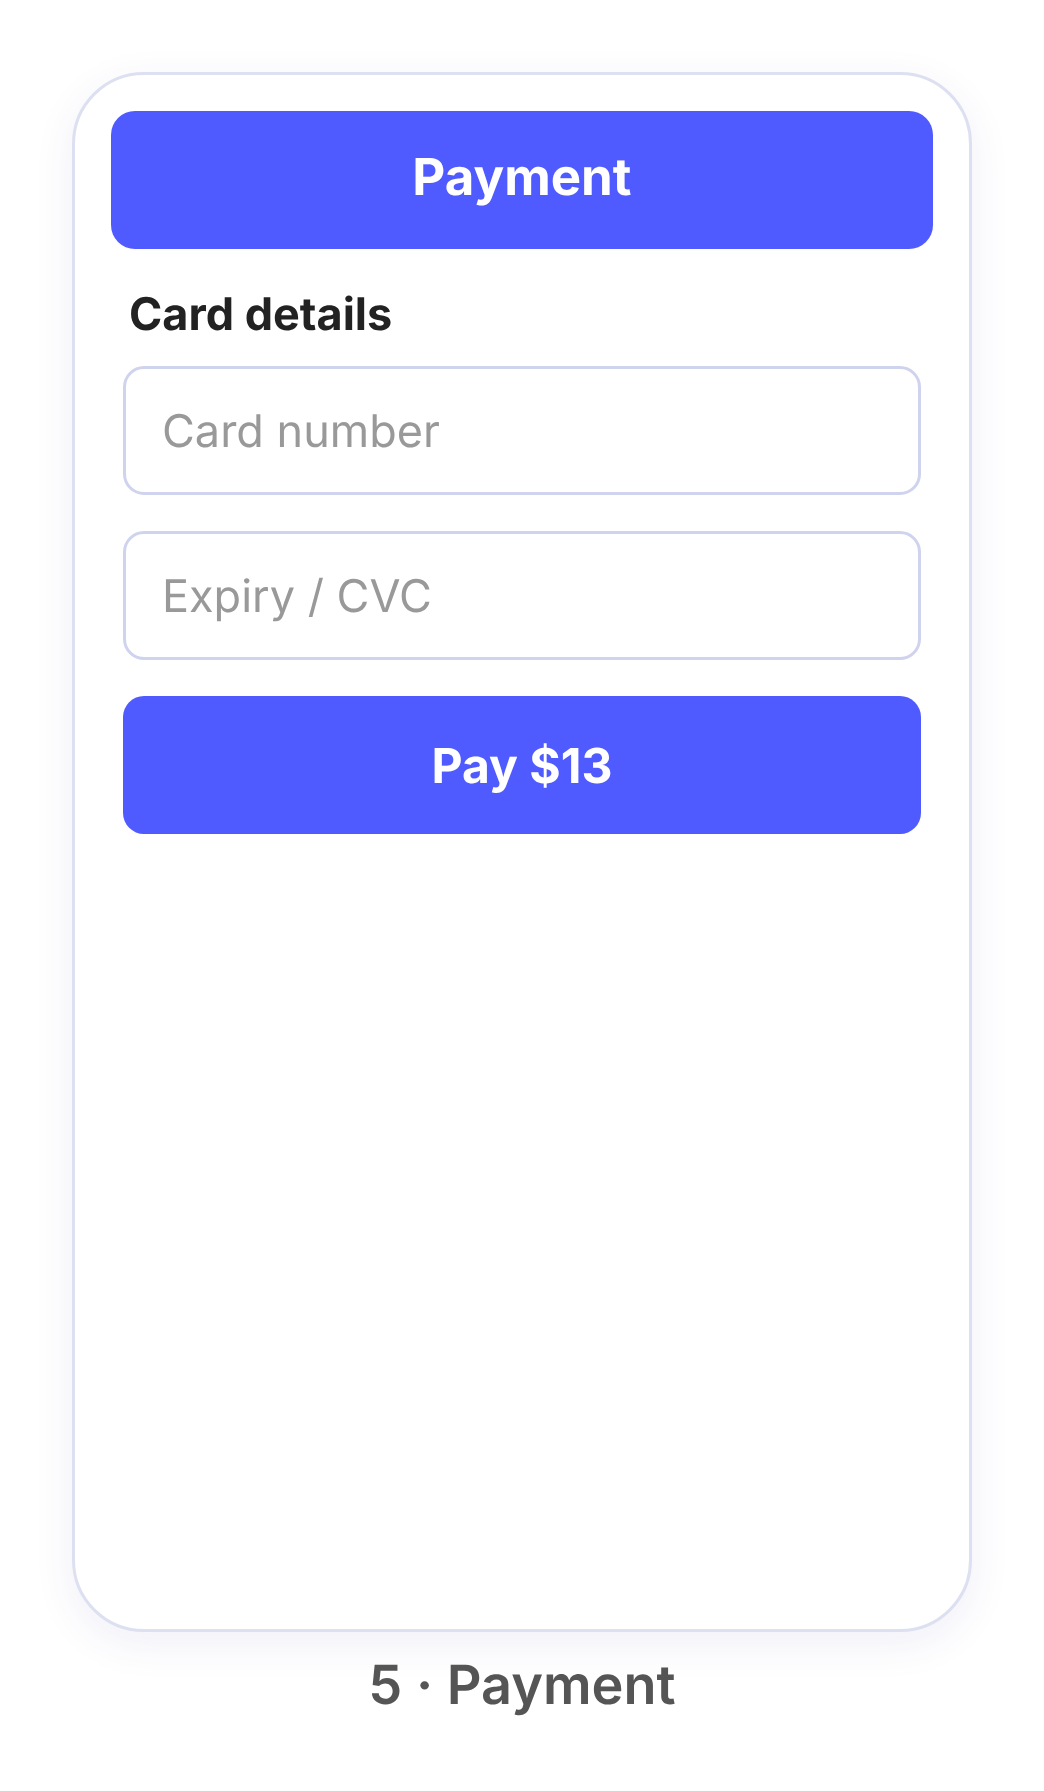 Payment
Card details
Card number
Expiry / CVC
Pay $13
5 · Payment